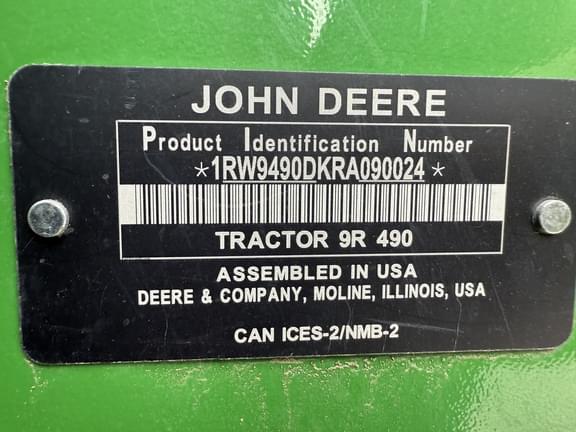 JOHN DEERE
Product Identification Number
*1RW9490DKRA090024*
TRACTOR 9R 490
ASSEMBLED IN USA
DEERE & COMPANY, MOLINE, ILLINOIS, USA
CAN ICES-2/NMB-2